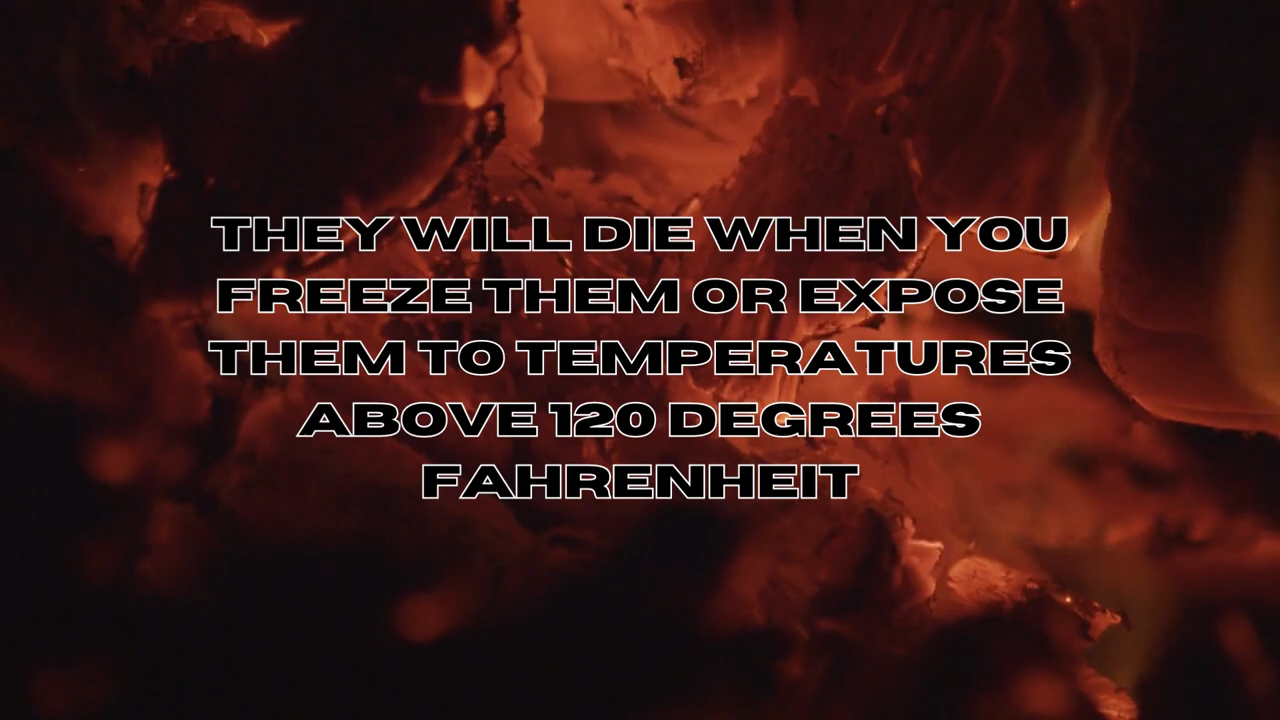 THEY WILL DIE WHEN YOU
FREEZE THEM OR EXPOSE
THEM TO TEMPERATURES
ABOVE 120 DEGREES
FAHRENHEIT